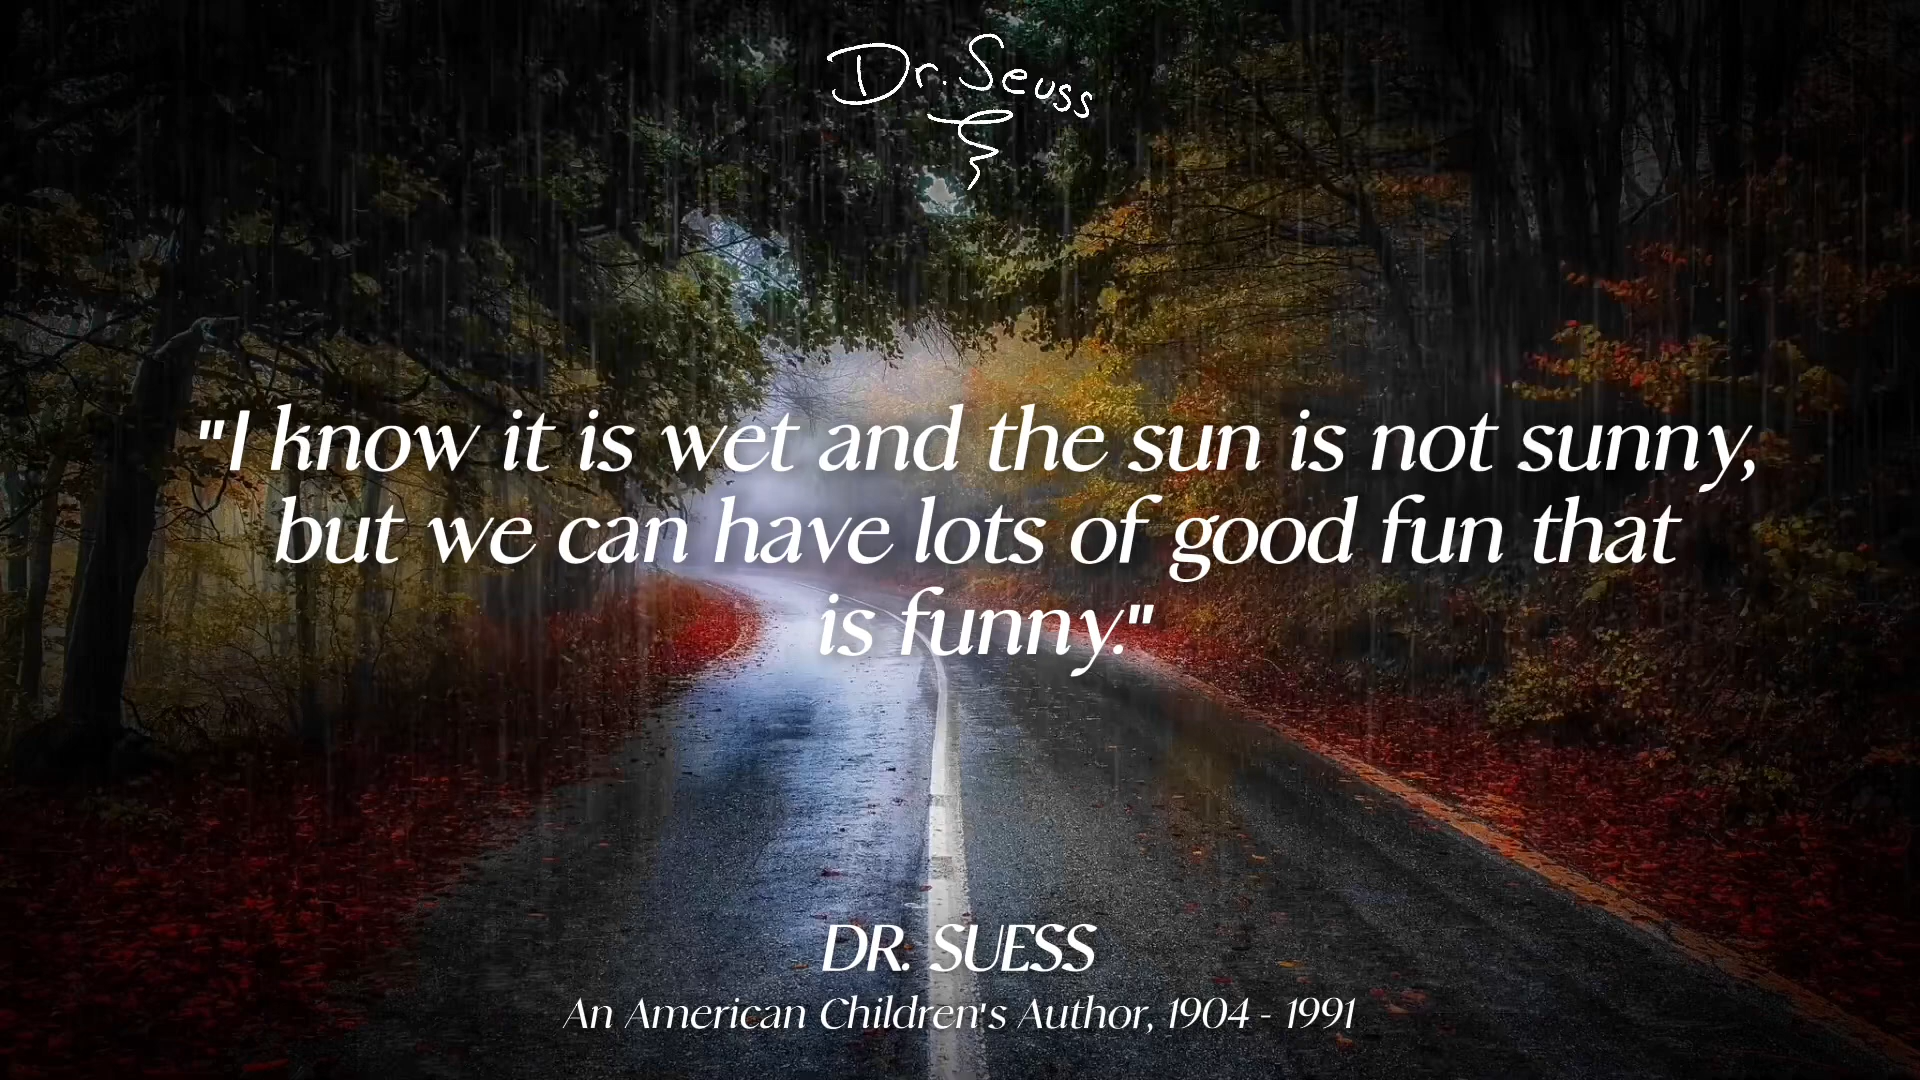 Dr. Seuss
"I know it is wet and the sun is not sunny,
but we can have lots of good fun that
is funny."
DR. SUESS
An American Children's Author, 1904 - 1991